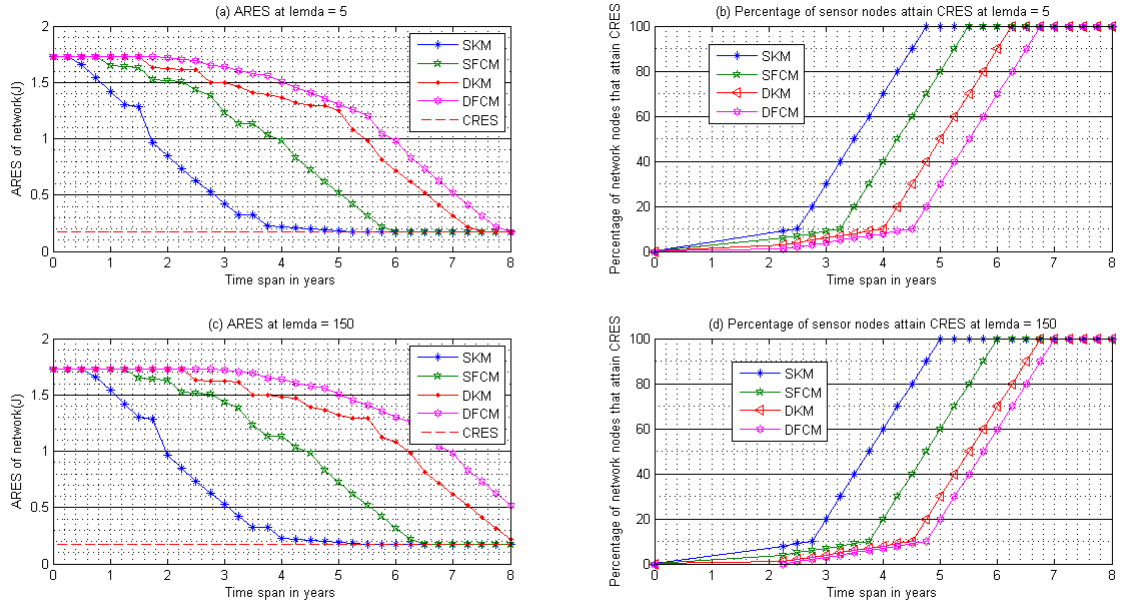 (a) ARES at lemda = 5
2
1.5
1
0.5
0
ARES of network(J)
SKM
SFCM
DKM
DFCM
CRES
0 1 2 3 4 5 6 7 8
Time span in years
(b) Percentage of sensor nodes attain CRES at lemda = 5
100
80
60
40
20
0
Percentage of network nodes that attain CRES
SKM
SFCM
DKM
DFCM
0 1 2 3 4 5 6 7 8
Time span in years
(c) ARES at lemda = 150
2
1.5
1
0.5
0
ARES of network(J)
SKM
SFCM
DKM
DFCM
CRES
0 1 2 3 4 5 6 7 8
Time span in years
(d) Percentage of sensor nodes attain CRES at lemda = 150
100
80
60
40
20
0
Percentage of network nodes that attain CRES
SKM
SFCM
DKM
DFCM
0 1 2 3 4 5 6 7 8
Time span in years